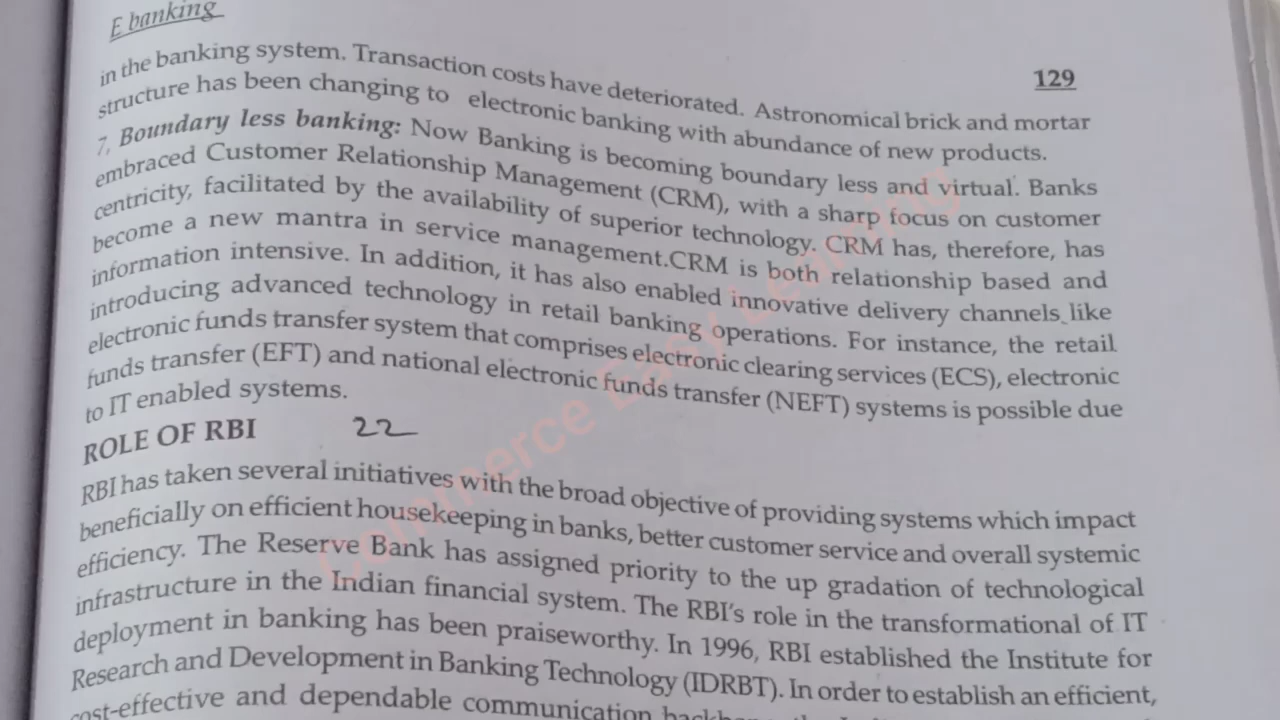 E banking
129
in the banking system. Transaction costs have deteriorated. Astronomical brick and mortar
structure has been changing to electronic banking with abundance of new products.
7, Boundary less banking: Now Banking is becoming boundary less and virtual. Banks
embraced Customer Relationship Management (CRM), with a sharp focus on customer
centricity, facilitated by the availability of superior technology. CRM has, therefore, has
become a new mantra in service management.CRM is both relationship based and
information intensive. In addition, it has also enabled innovative delivery channels like
introducing advanced technology in retail banking operations. For instance, the retail
electronic funds transfer system that comprises electronic clearing services (ECS), electronic
funds transfer (EFT) and national electronic funds transfer (NEFT) systems is possible due
to IT enabled systems.
ROLE OF RBI 22
RBI has taken several initiatives with the broad objective of providing systems which impact
beneficially on efficient housekeeping in banks, better customer service and overall systemic
efficiency. The Reserve Bank has assigned priority to the up gradation of technological
infrastructure in the Indian financial system. The RBI's role in the transformational of IT
deployment in banking has been praiseworthy. In 1996, RBI established the Institute for
Research and Development in Banking Technology (IDRBT). In order to establish an efficient,
cost-effective and dependable communication
Commerce Easy Learning